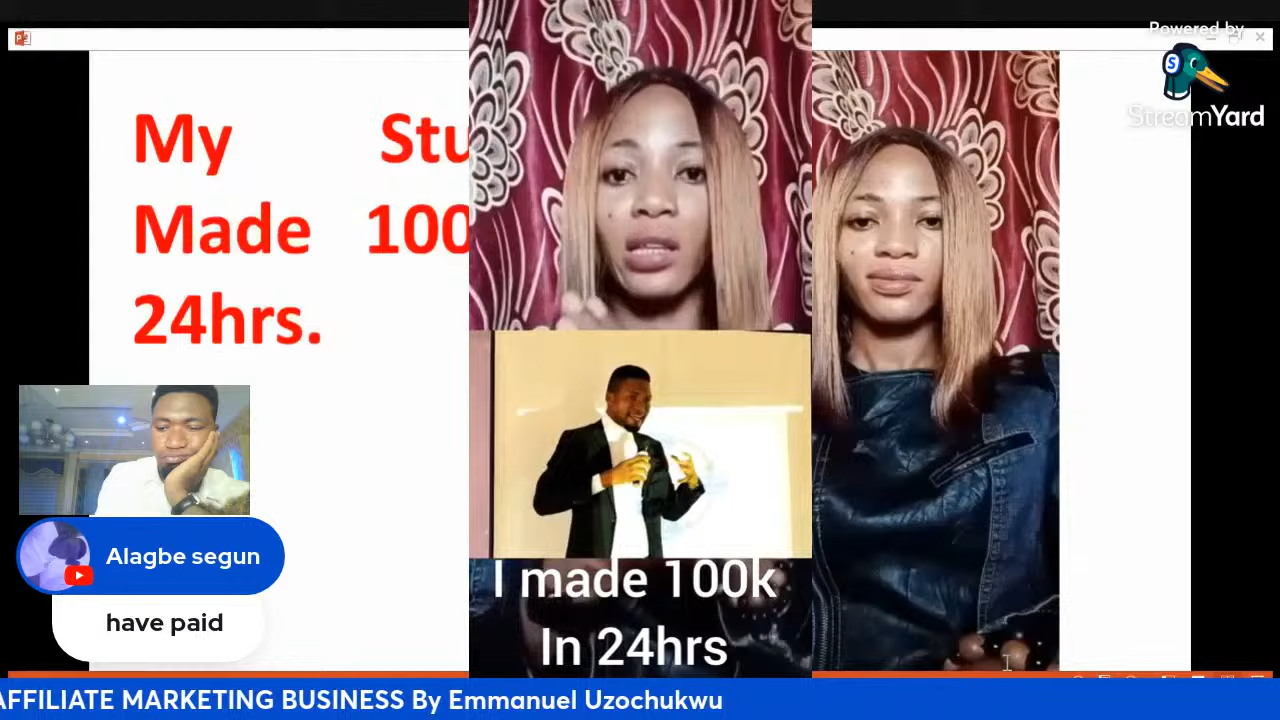 Powered by
StreamYard
My Stu
Made 100
24hrs.
I made 100k
In 24hrs
Alagbe segun
have paid
AFFILIATE MARKETING BUSINESS By Emmanuel Uzochukwu